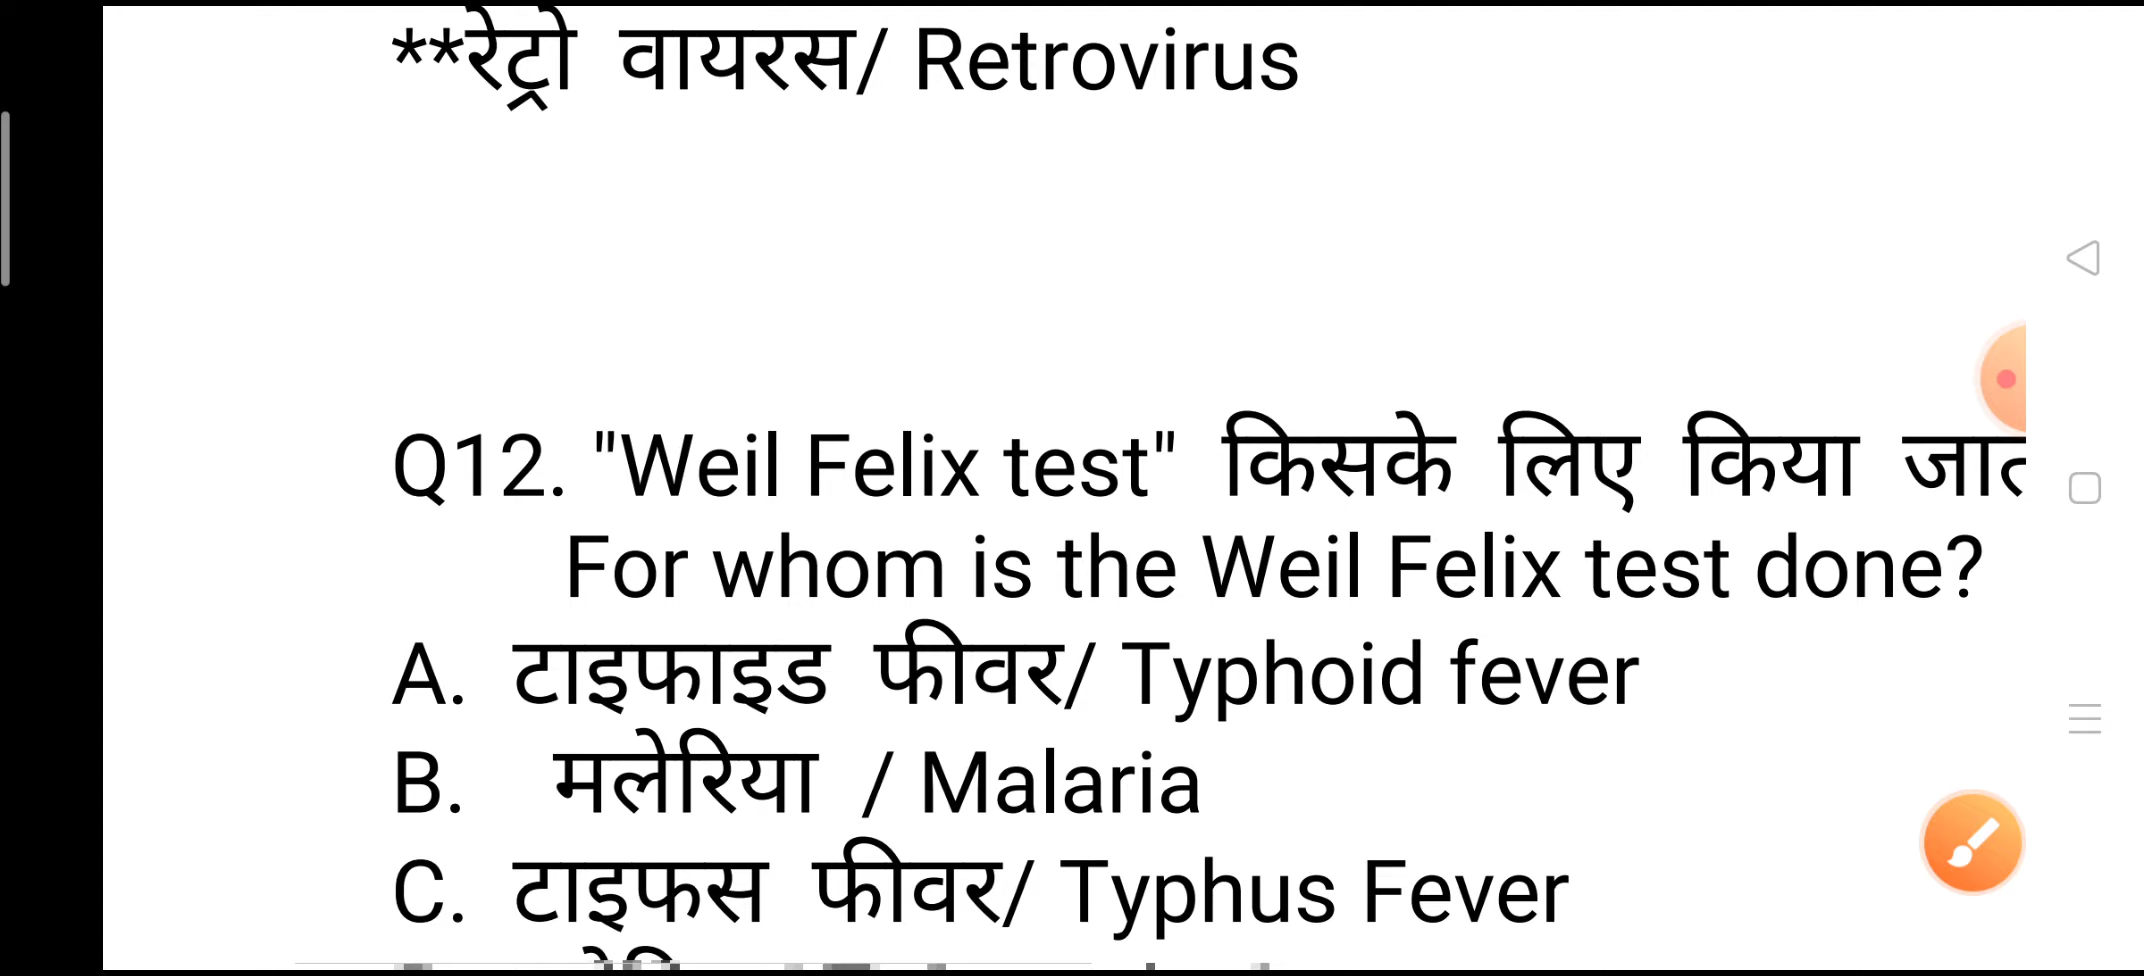 **रेट्रो वायरस/ Retrovirus
Q12. "Weil Felix test" किसके लिए किया
For whom is the Weil Felix test done?
A. टाइफाइड फीवर/ Typhoid fever
B. मलेरिया / Malaria
C. टाइफस फीवर/ Typhus Fever